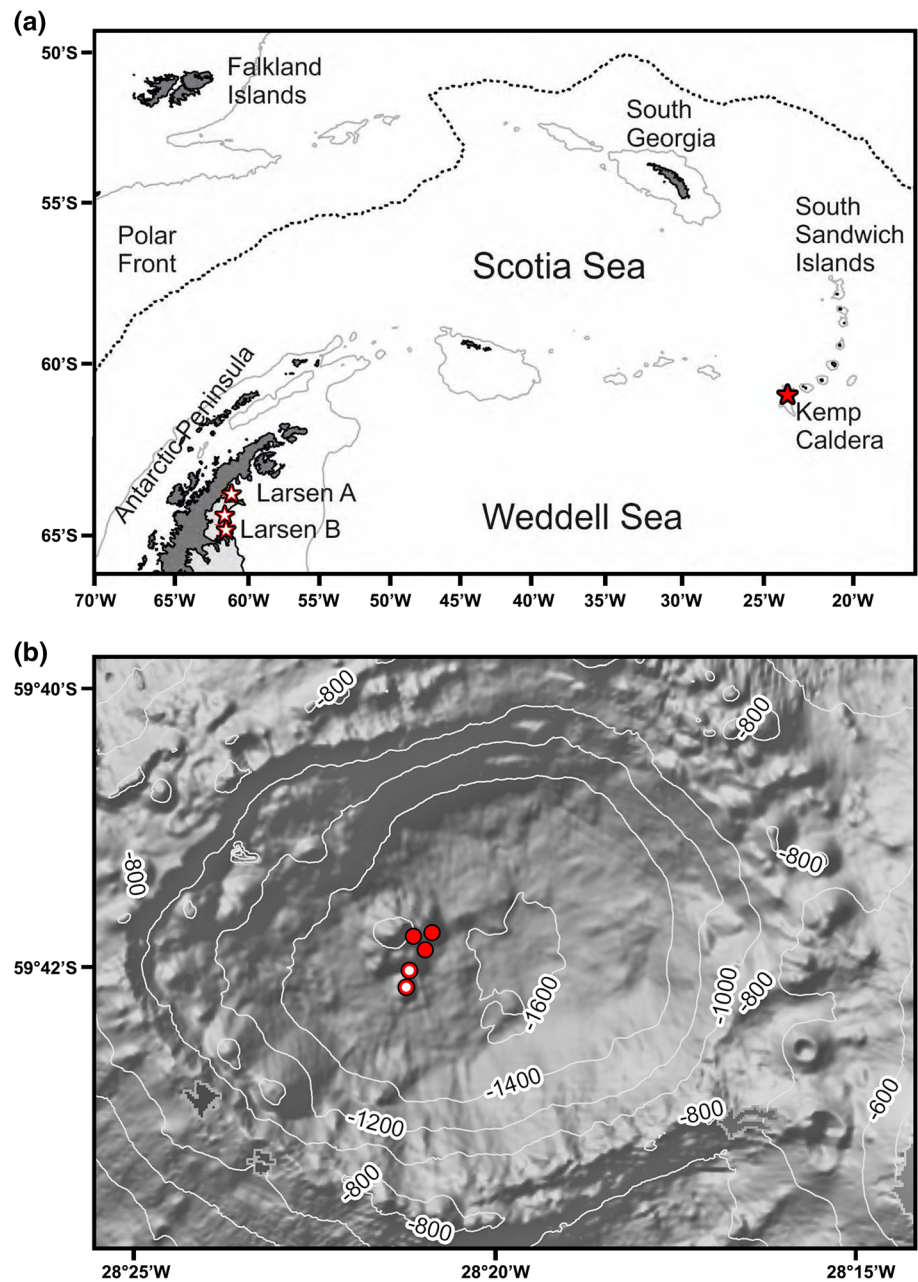 (a)
50'S
Falkland
Islands
South
Georgia
55'S
Polar
Front
South
Sandwich
Islands
Scotia Sea
60'S
Antarctic Peninsula
Kemp
Caldera
Larsen A
Weddell Sea
Larsen B
65'S
70'W
65'W
60'W
55'W
50'W
45'W
40'W
35'W
30'W
25'W
20'W
(b)
59°40'S
-800
-800
-800
-800
59°42'S
-1600
-1000
-800
-1400
-600
-1200
-800
-800
-800
28°25'W
28°20'W
28°15'W